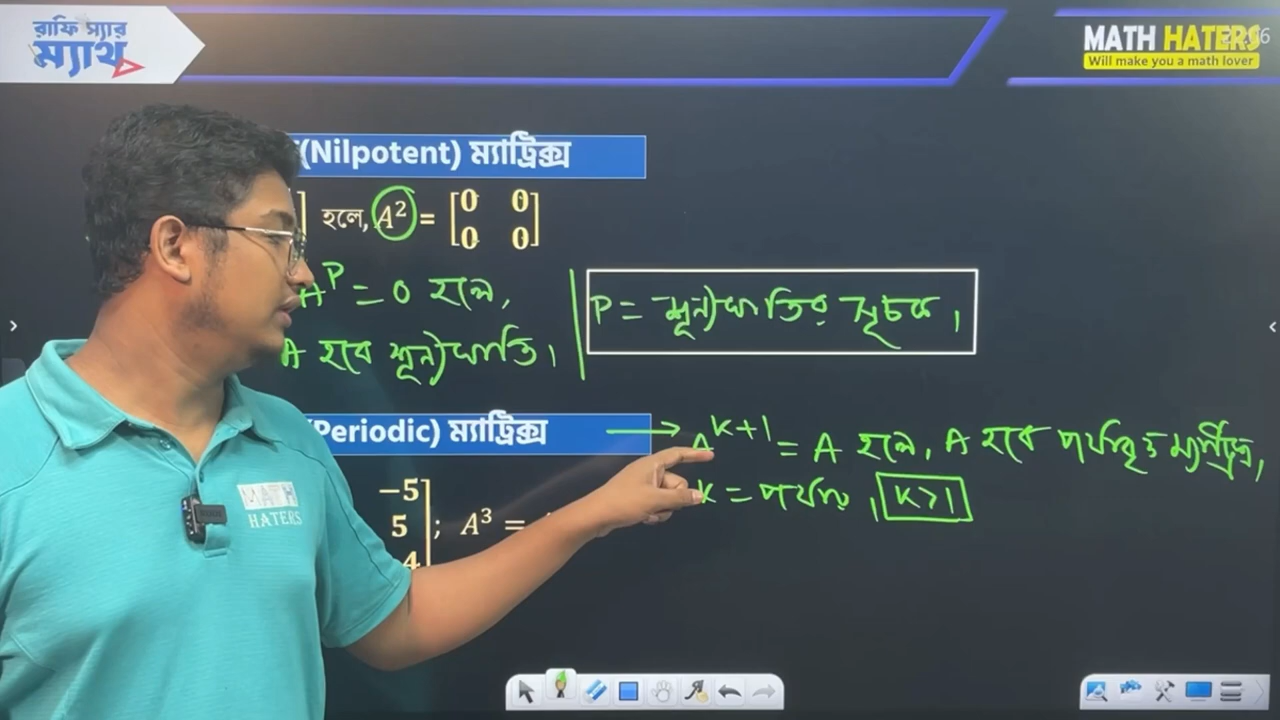 রাফি স্যার
ম্যাথ
MATH HATERS
Will make you a math lover
(Nilpotent) ম্যাট্রিক্স
হলে, A² = [0 0
0 0]
A^P = 0 হলে,
A হবে শূন্যঘাতি।
P = শূন্যঘাতির সূচক।
(Periodic) ম্যাট্রিক্স
→ A^{K+1} = A হলে, A হবে পর্যাবৃত্ত ম্যাট্রিক্স,
K = পর্যায়, K>1
-5
5 ; A³ =
MATH
HATERS